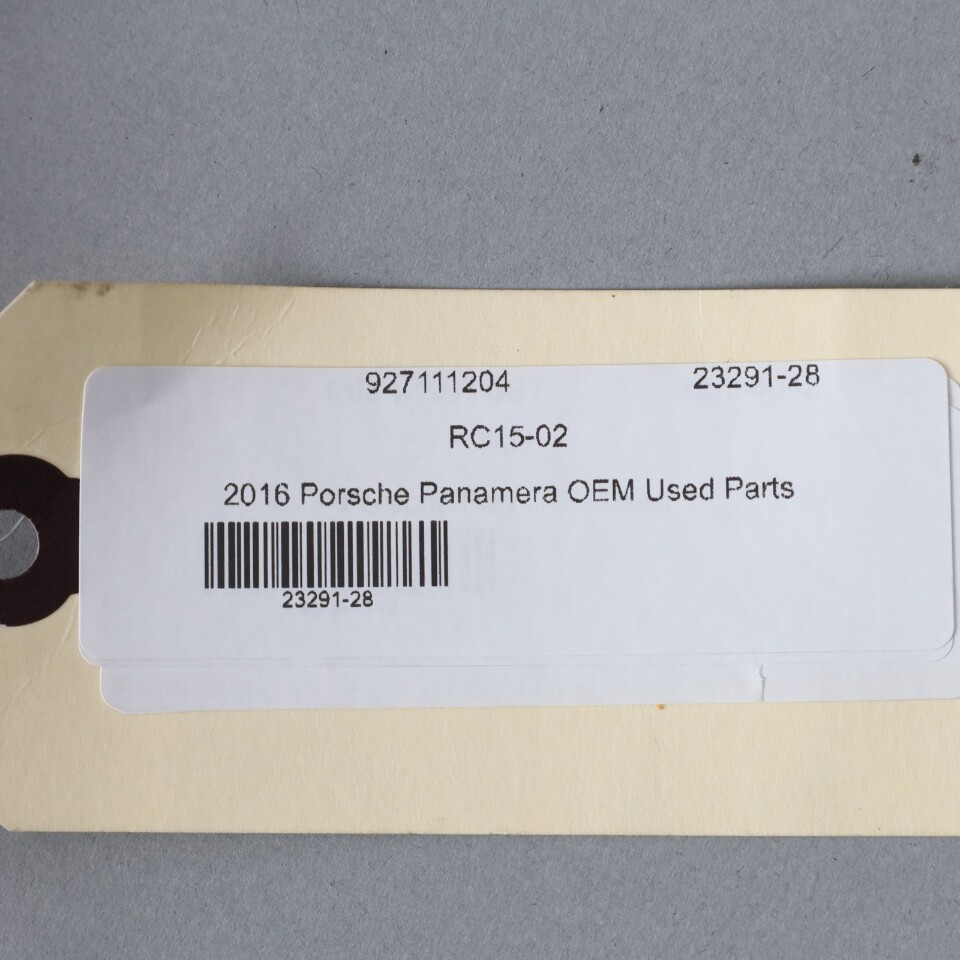 927111204 23291-28
RC15-02
2016 Porsche Panamera OEM Used Parts
23291-28